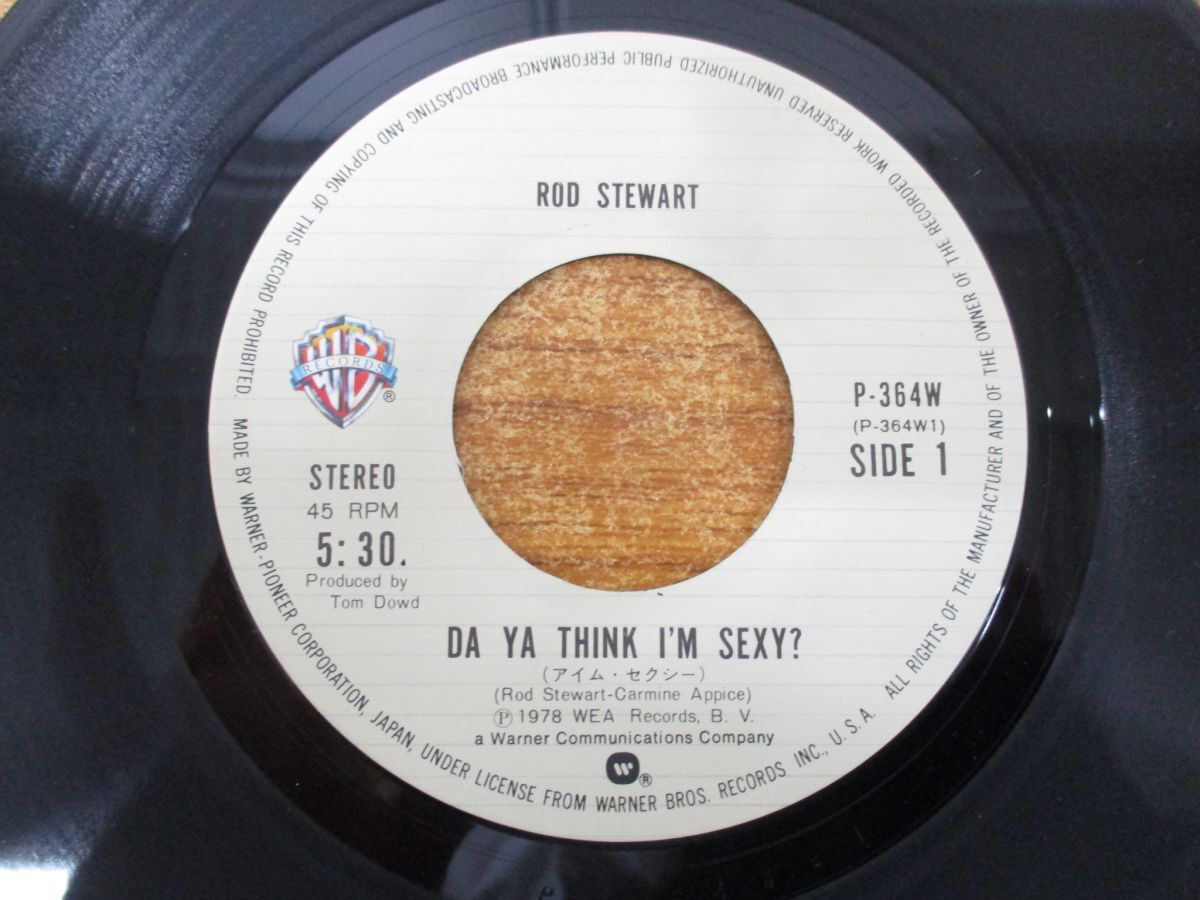 ROD STEWART
WB
RECORDS
®
STEREO
45 RPM
5:30.
Produced by
Tom Dowd
P-364W
(P-364W1)
SIDE 1
DA YA THINK I'M SEXY?
(アイム・セクシー)
(Rod Stewart-Carmine Appice)
Ⓟ1978 WEA Records, B. V.
a Warner Communications Company
W®
MADE BY WARNER-PIONEER CORPORATION, JAPAN, UNDER LICENSE FROM WARNER BROS. RECORDS INC., U. S. A. ALL RIGHTS OF THE MANUFACTURER AND OF THE OWNER OF THE RECORDED WORK RESERVED UNAUTHORIZED PUBLIC PERFORMANCE BROADCASTING AND COPYING OF THIS RECORD PROHIBITED.